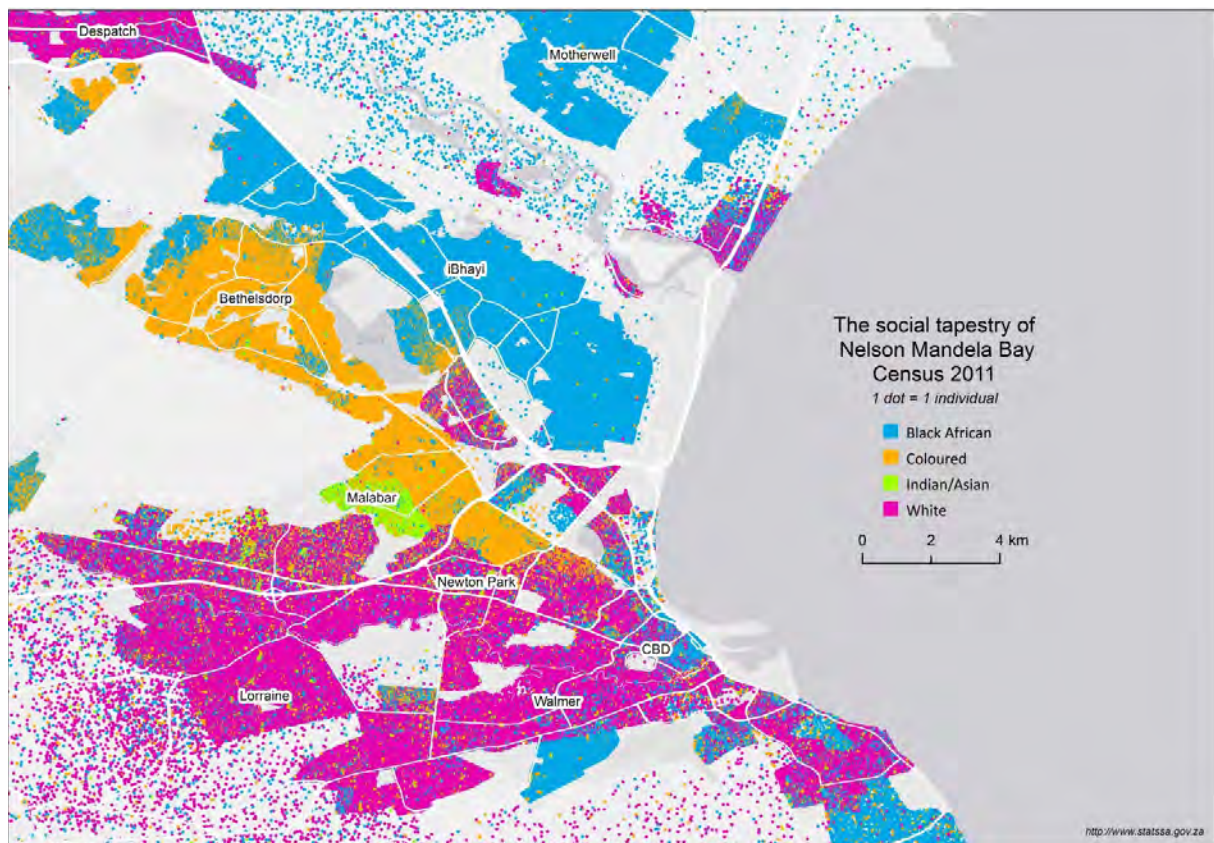 Despatch
Motherwell
iBhayi
Bethelsdorp
The social tapestry of
Nelson Mandela Bay
Census 2011
1 dot = 1 individual
Black African
Coloured
Indian/Asian
White
0 2 4 km
Malabar
Newton Park
CBD
Lorraine
Walmer
http://www.statssa.gov.za